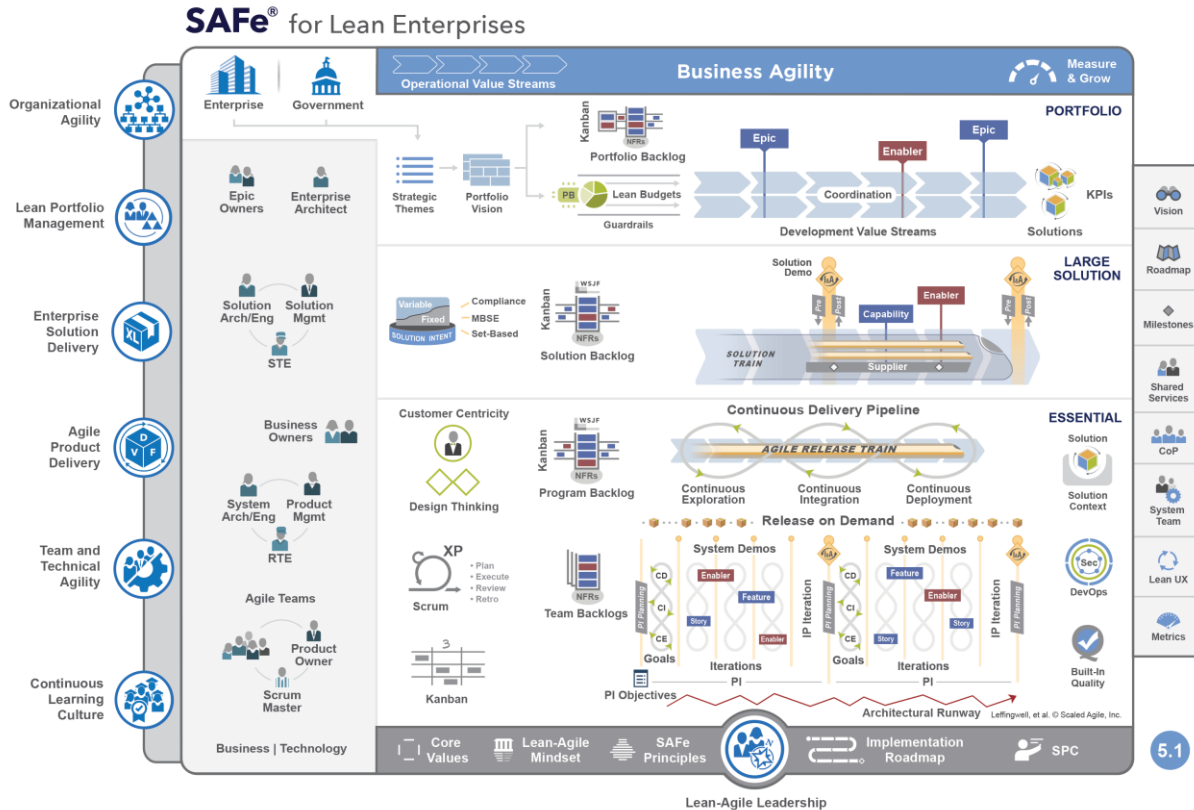 SAFe® for Lean Enterprises
Organizational
Agility
Lean Portfolio
Management
Enterprise
Solution
Delivery
Agile
Product
Delivery
Team and
Technical
Agility
Continuous
Learning
Culture
Enterprise
Government
Operational Value Streams
Business Agility
Measure
& Grow
Epic
Owners
Enterprise
Architect
Strategic
Themes
Portfolio
Vision
Kanban
NFRs
Portfolio Backlog
PB
Lean Budgets
Guardrails
PORTFOLIO
Epic
Enabler
Epic
Coordination
Development Value Streams
KPIs
Solutions
Solution
Arch/Eng
Solution
Mgmt
STE
Variable
Fixed
SOLUTION INTENT
Compliance
MBSE
Set-Based
Kanban
WSJF
NFRs
Solution Backlog
LARGE
SOLUTION
Solution
Demo
I&A
Pre
Post
Capability
Enabler
I&A
Pre
Post
SOLUTION
TRAIN
Supplier
Business
Owners
System
Arch/Eng
Product
Mgmt
RTE
Agile Teams
Product
Owner
Scrum
Master
Business | Technology
Customer Centricity
Design Thinking
Kanban
WSJF
NFRs
Program Backlog
ESSENTIAL
Continuous Delivery Pipeline
AGILE RELEASE TRAIN
Continuous
Exploration
Continuous
Integration
Continuous
Deployment
Release on Demand
XP
Scrum
• Plan
• Execute
• Review
• Retro
3
Kanban
NFRs
Team Backlogs
System Demos
PI Planning
CD
CI
CE
Goals
Enabler
Feature
Story
Enabler
Iterations
IP Iteration
I&A
PI
System Demos
PI Planning
CD
CI
CE
Goals
Feature
Enabler
Story
Story
Iterations
IP Iteration
I&A
PI
PI Objectives
Architectural Runway
Leffingwell, et al. © Scaled Agile, Inc.
Solution
Context
Sec
DevOps
Built-In
Quality
Solution
D
V
F
XL
Vision
Roadmap
Milestones
Shared
Services
CoP
System
Team
Lean UX
Metrics
Core
Values
Lean-Agile
Mindset
SAFe
Principles
Implementation
Roadmap
SPC
N
Lean-Agile Leadership
5.1